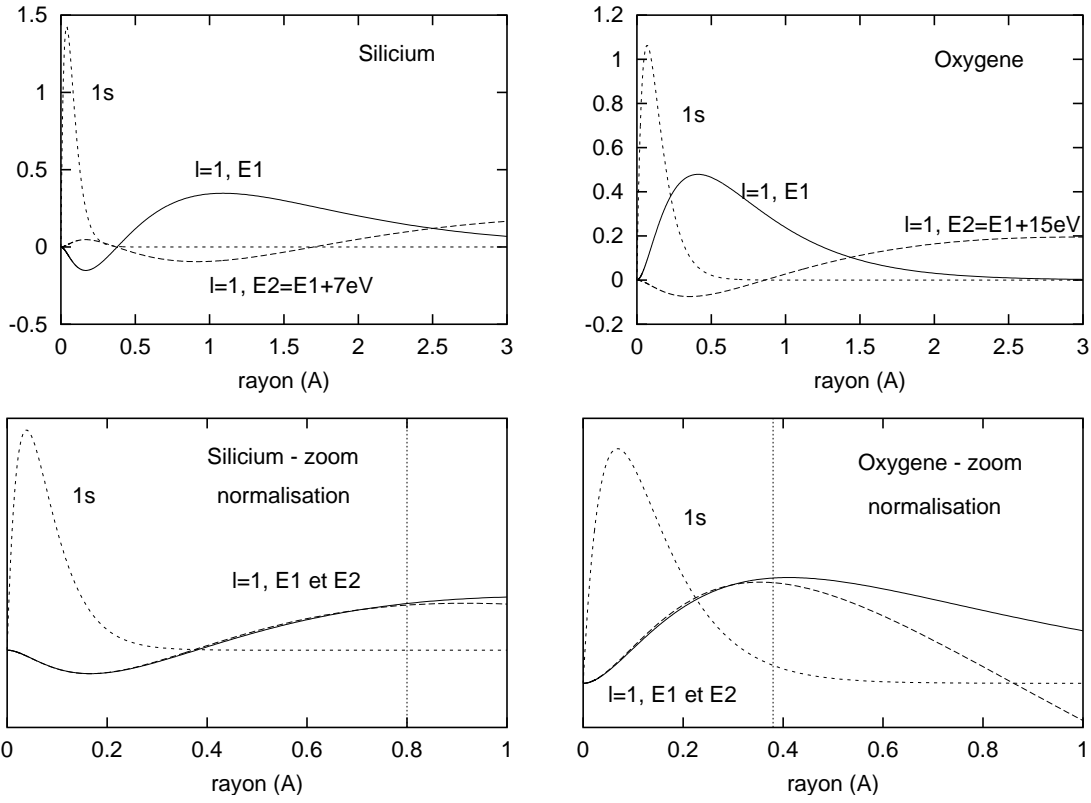 1.5
1
0.5
0
-0.5
Silicium
1s
l=1, E1
l=1, E2=E1+7eV
0 0.5 1 1.5 2 2.5 3
rayon (A)
1.2
1.0
0.8
0.6
0.4
0.2
0
-0.2
Oxygene
1s
l=1, E1
l=1, E2=E1+15eV
0 0.5 1 1.5 2 2.5 3
rayon (A)
Silicium - zoom
normalisation
1s
l=1, E1 et E2
0 0.2 0.4 0.6 0.8 1
rayon (A)
Oxygene - zoom
normalisation
1s
l=1, E1 et E2
0 0.2 0.4 0.6 0.8 1
rayon (A)